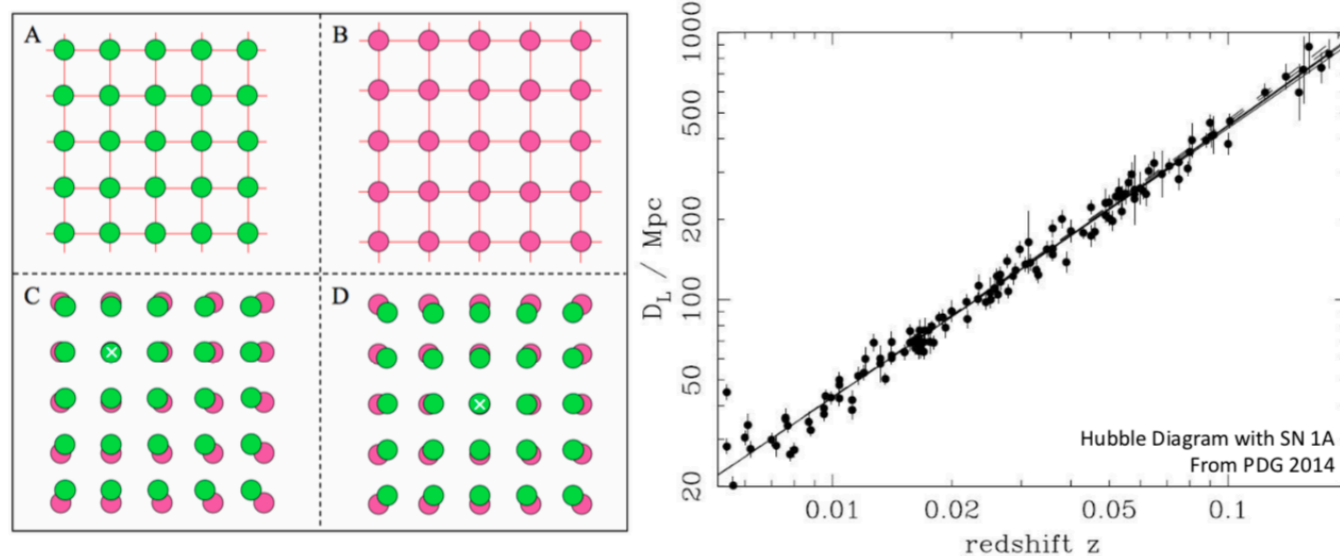 A
B
C
D
1000
500
200
100
50
20
D_L / Mpc
0.01
0.02
0.05
0.1
redshift z
Hubble Diagram with SN 1A
From PDG 2014